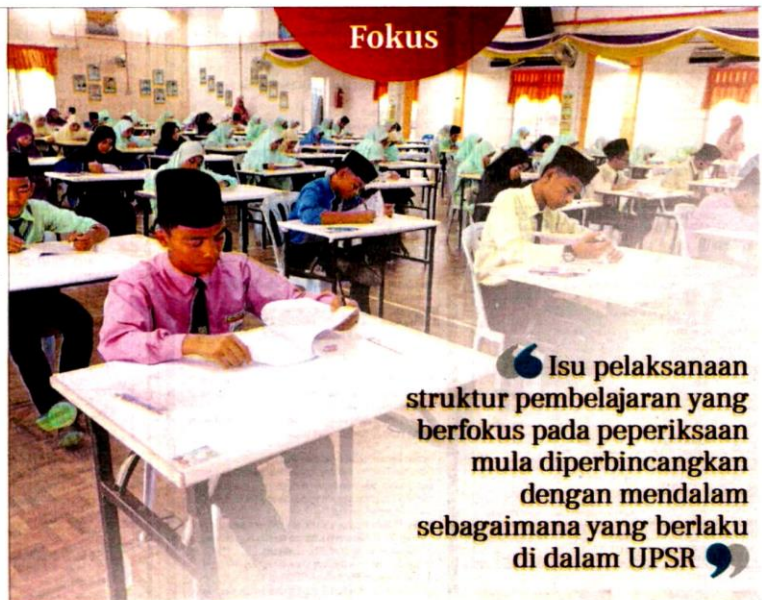 Fokus
Isu pelaksanaan
struktur pembelajaran yang
berfokus pada peperiksaan
mula diperbincangkan
dengan mendalam
sebagaimana yang berlaku
di dalam UPSR